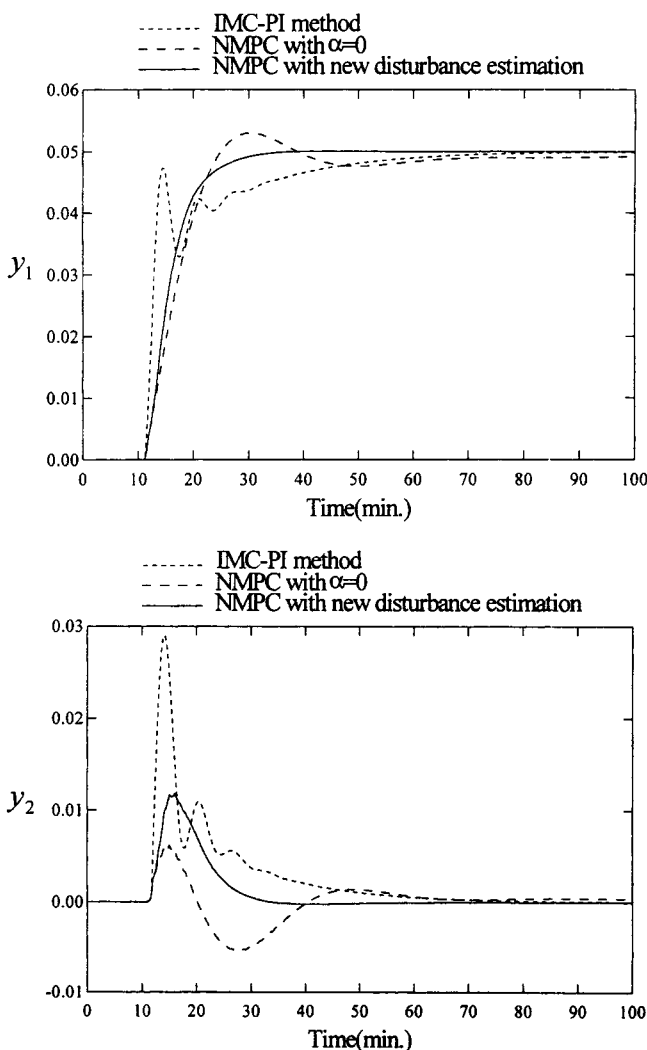 IMC-PI method
NMPC with α=0
NMPC with new disturbance estimation
0.06
0.05
0.04
y1
0.03
0.02
0.01
0.00
0 10 20 30 40 50 60 70 80 90 100
Time(min.)
IMC-PI method
NMPC with α=0
NMPC with new disturbance estimation
0.03
0.02
y2
0.01
0.00
-0.01
0 10 20 30 40 50 60 70 80 90 100
Time(min.)